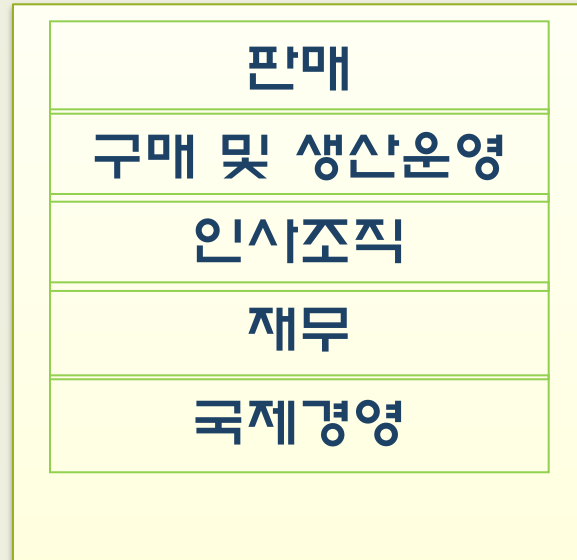 판매
구매 및 생산운영
인사조직
재무
국제경영